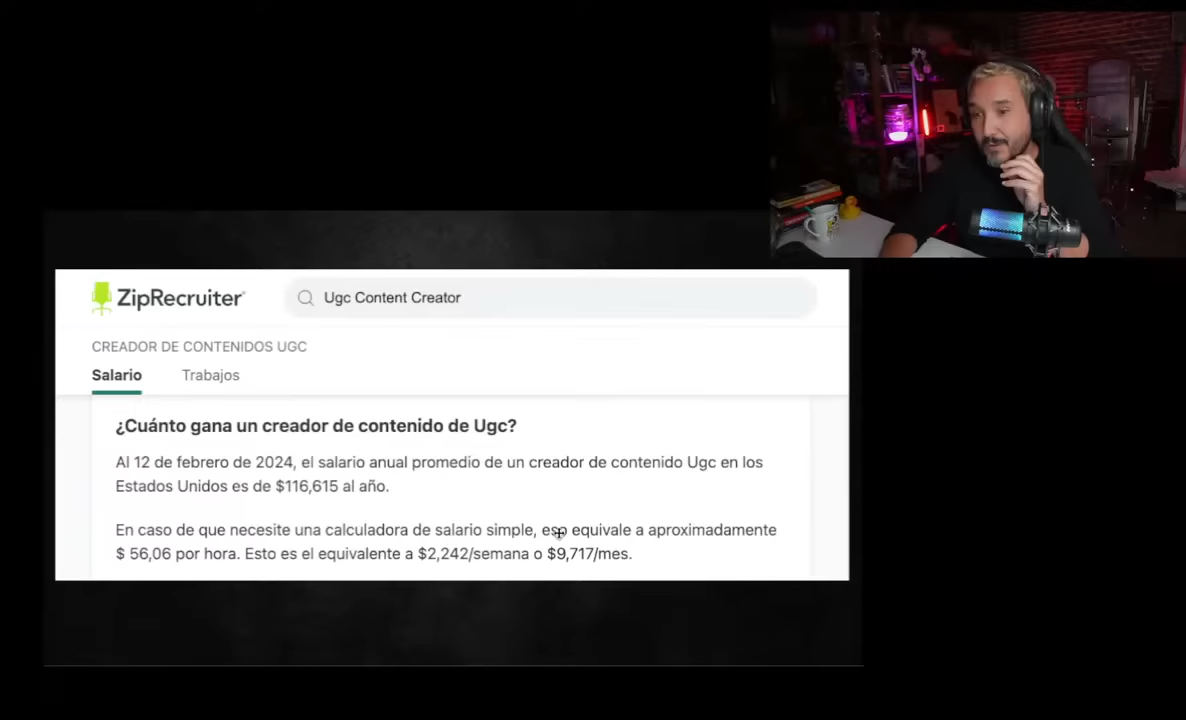 ZipRecruiter
Ugc Content Creator
CREADOR DE CONTENIDOS UGC
Salario
Trabajos
¿Cuánto gana un creador de contenido de Ugc?
Al 12 de febrero de 2024, el salario anual promedio de un creador de contenido Ugc en los
Estados Unidos es de $116,615 al año.
En caso de que necesite una calculadora de salario simple, eso equivale a aproximadamente
$ 56,06 por hora. Esto es el equivalente a $2,242/semana o $9,717/mes.